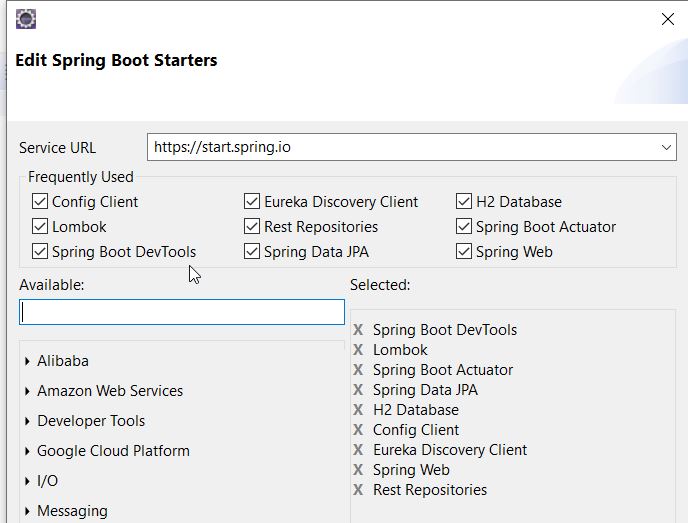 Edit Spring Boot Starters
Service URL https://start.spring.io
Frequently Used
Config Client Eureka Discovery Client H2 Database
Lombok Rest Repositories Spring Boot Actuator
Spring Boot DevTools Spring Data JPA Spring Web
Available: Selected:
Alibaba
Amazon Web Services
Developer Tools
Google Cloud Platform
I/O
Messaging
X Spring Boot DevTools
X Lombok
X Spring Boot Actuator
X Spring Data JPA
X H2 Database
X Config Client
X Eureka Discovery Client
X Spring Web
X Rest Repositories